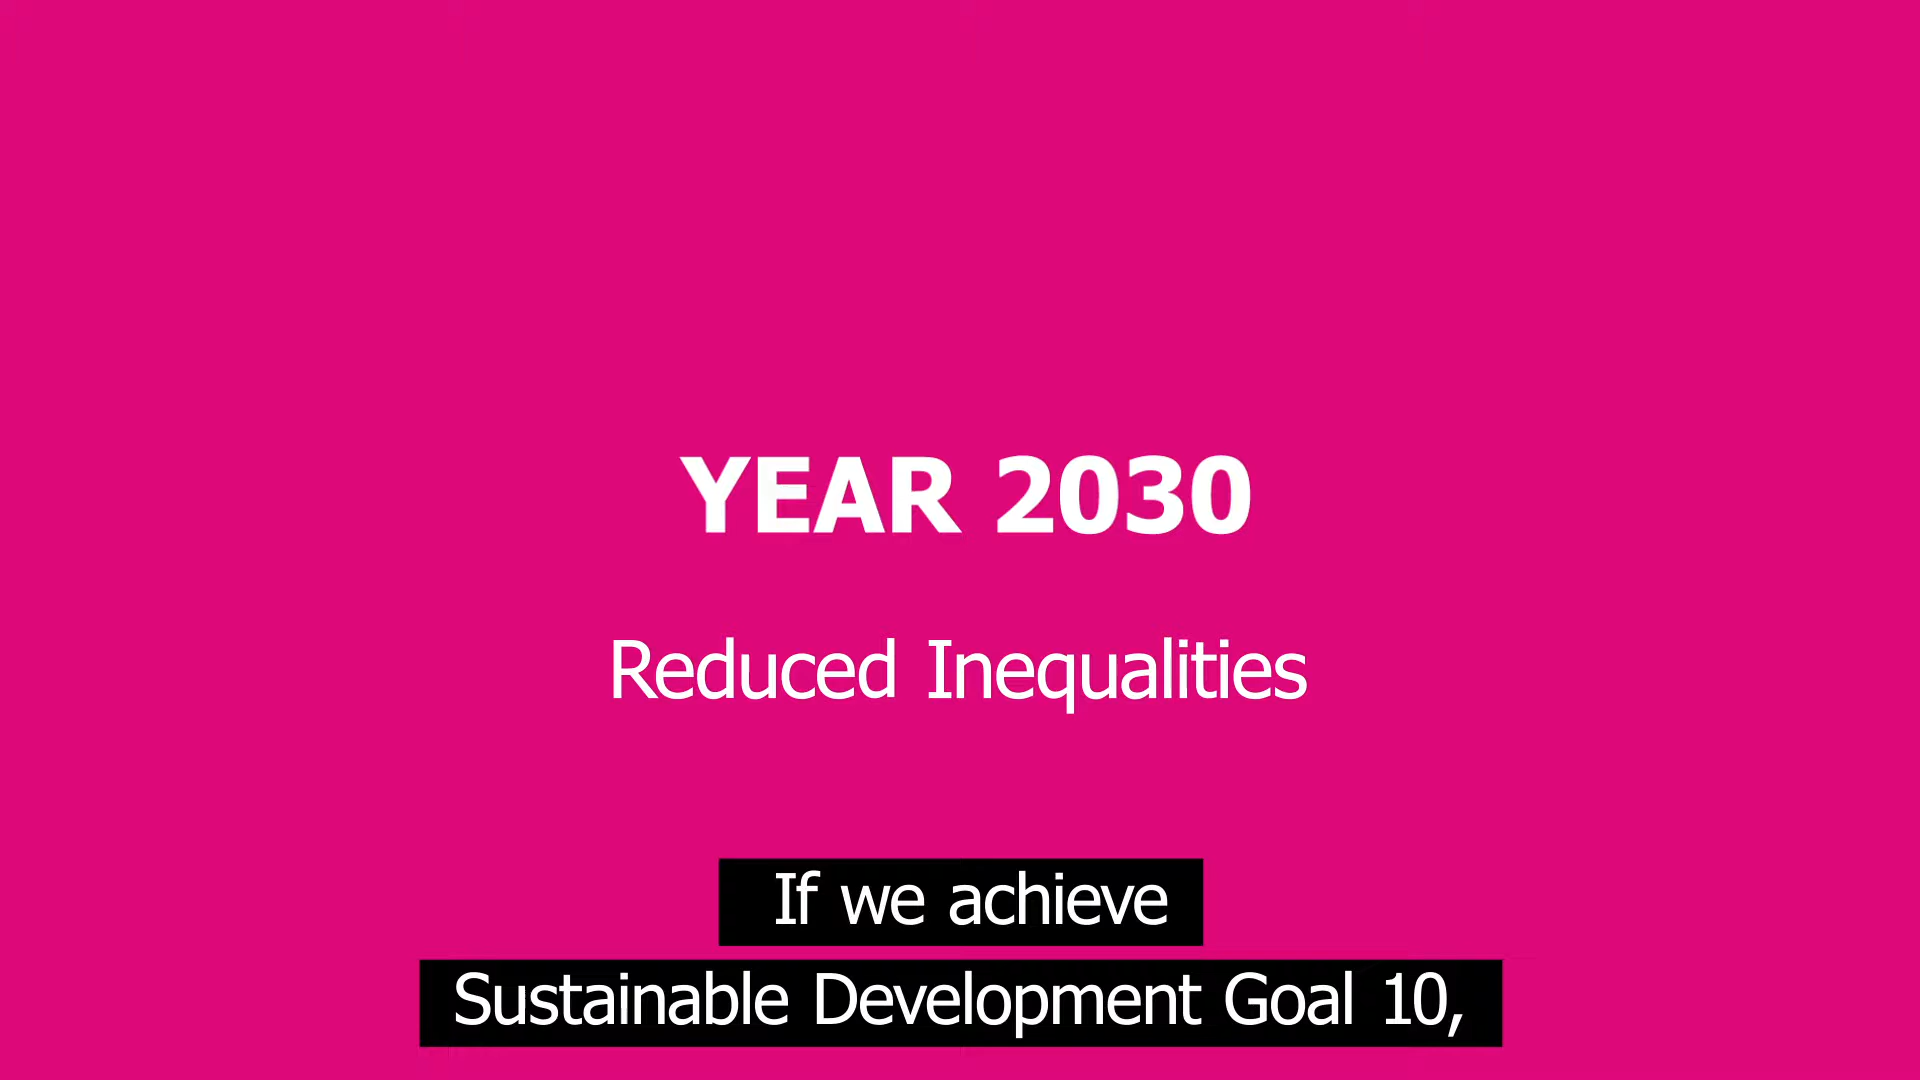 YEAR 2030
Reduced Inequalities
If we achieve
Sustainable Development Goal 10,